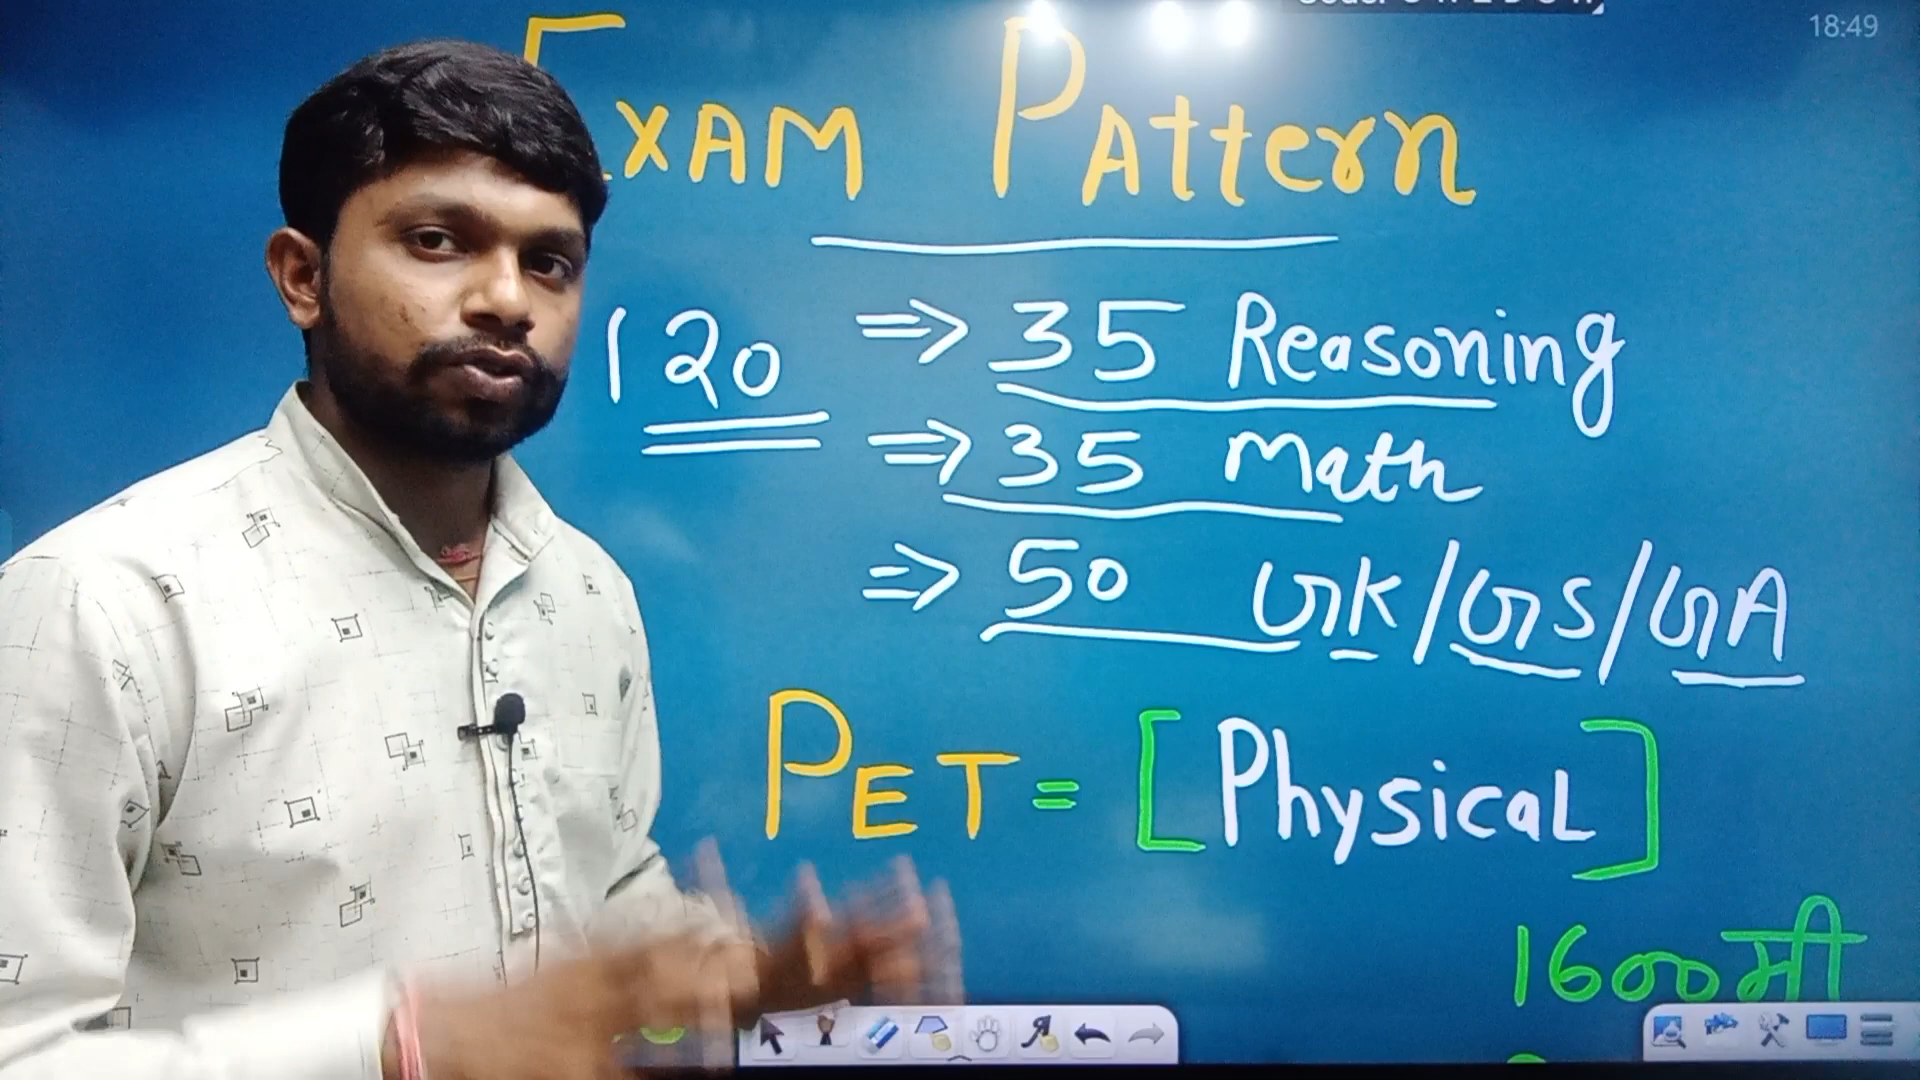 18:49
Exam Pattern
120 ⇒ 35 Reasoning
⇒ 35 Math
⇒ 50 GK/GS/GA
PET = [Physical]
1600मी